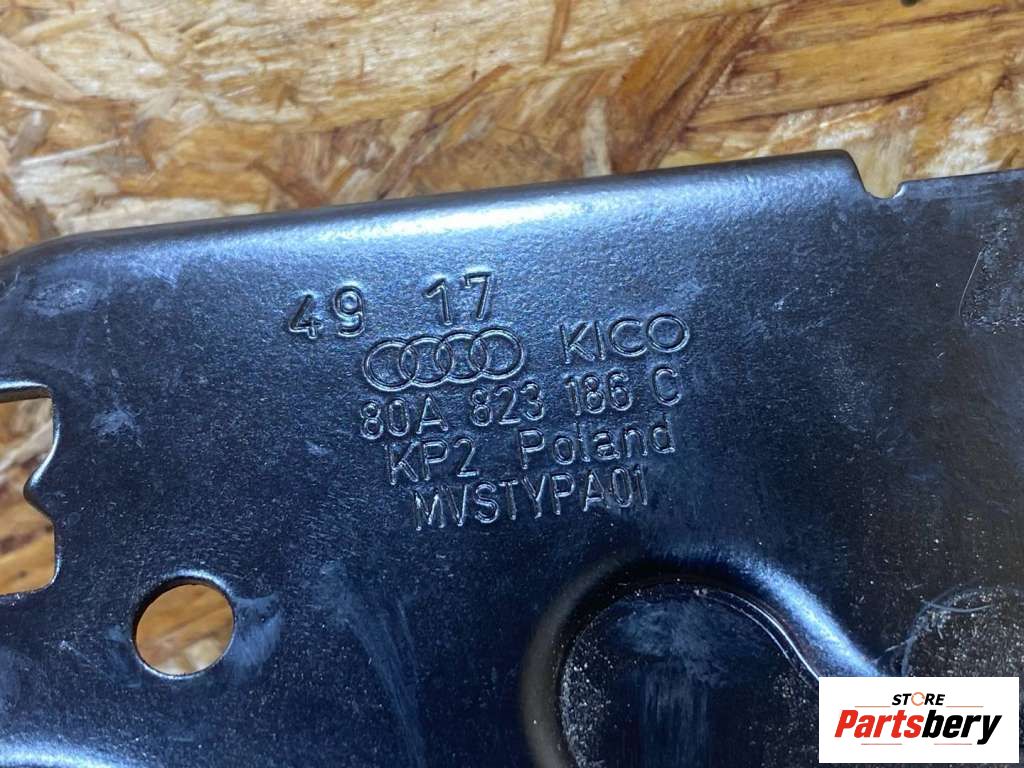 49 17
KICO
80A 823 186 C
KP2 Poland
MVSTYPA01
STORE
Partsbery